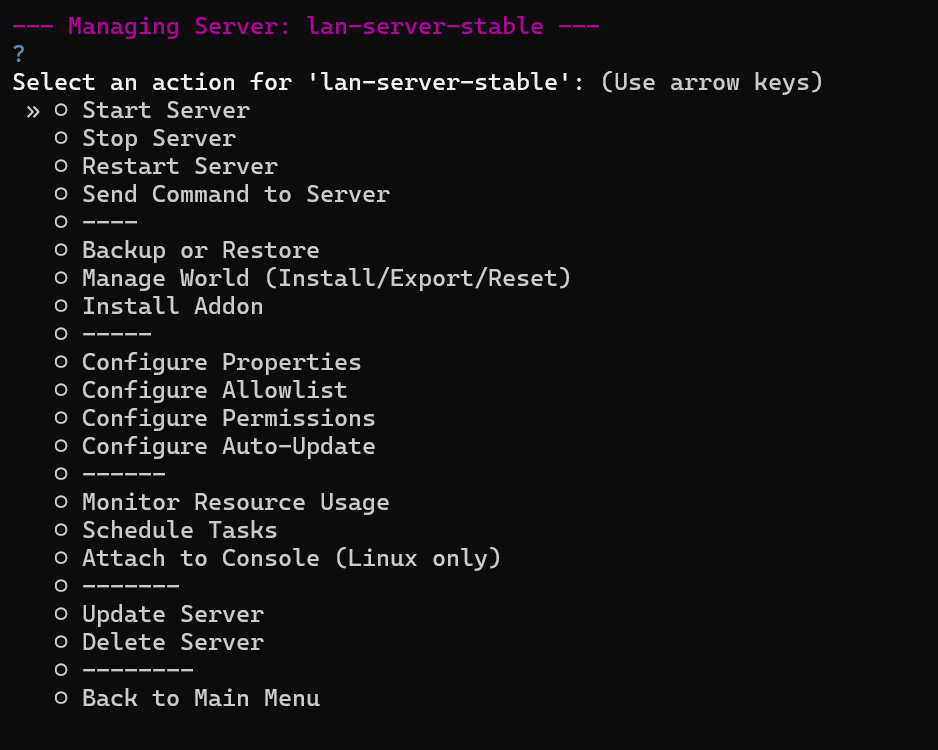 --- Managing Server: lan-server-stable ---
?
Select an action for 'lan-server-stable': (Use arrow keys)
» ○ Start Server
○ Stop Server
○ Restart Server
○ Send Command to Server
○ ----
○ Backup or Restore
○ Manage World (Install/Export/Reset)
○ Install Addon
○ -----
○ Configure Properties
○ Configure Allowlist
○ Configure Permissions
○ Configure Auto-Update
○ ------
○ Monitor Resource Usage
○ Schedule Tasks
○ Attach to Console (Linux only)
○ -------
○ Update Server
○ Delete Server
○ --------
○ Back to Main Menu